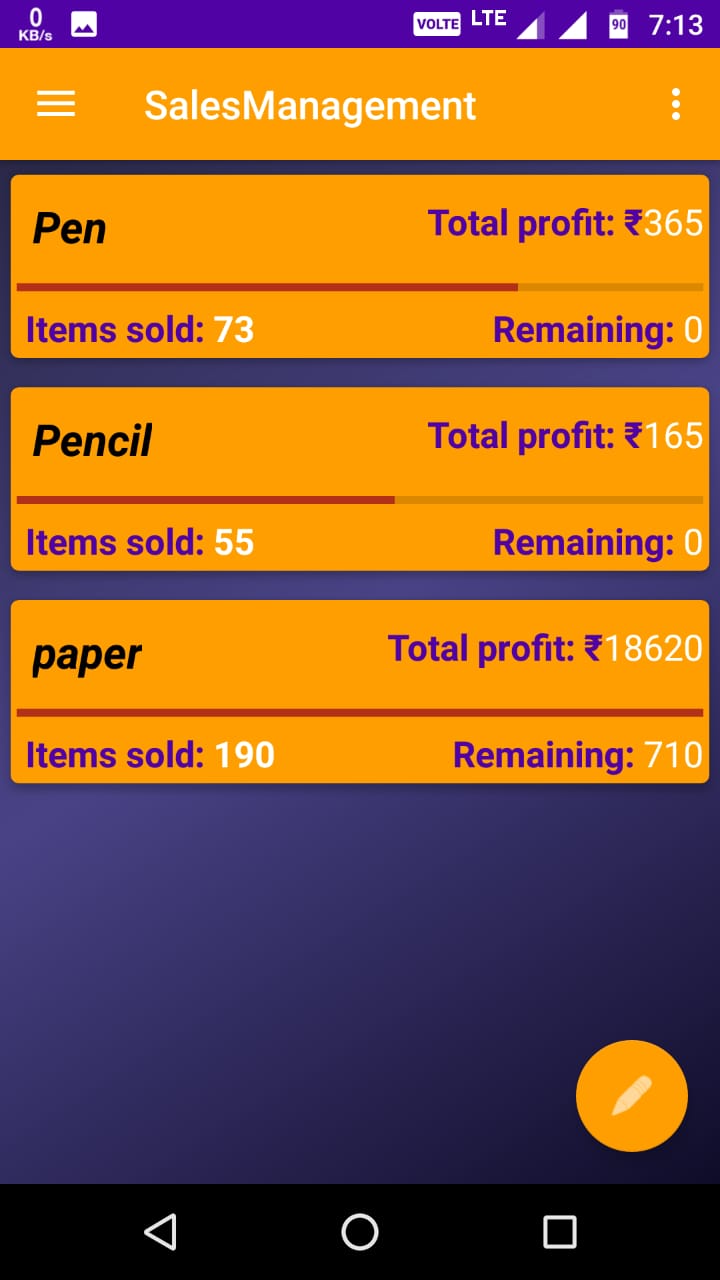 0
KB/s
VOLTE LTE 90 7:13
SalesManagement
Pen Total profit: ₹365
Items sold: 73 Remaining: 0
Pencil Total profit: ₹165
Items sold: 55 Remaining: 0
paper Total profit: ₹18620
Items sold: 190 Remaining: 710